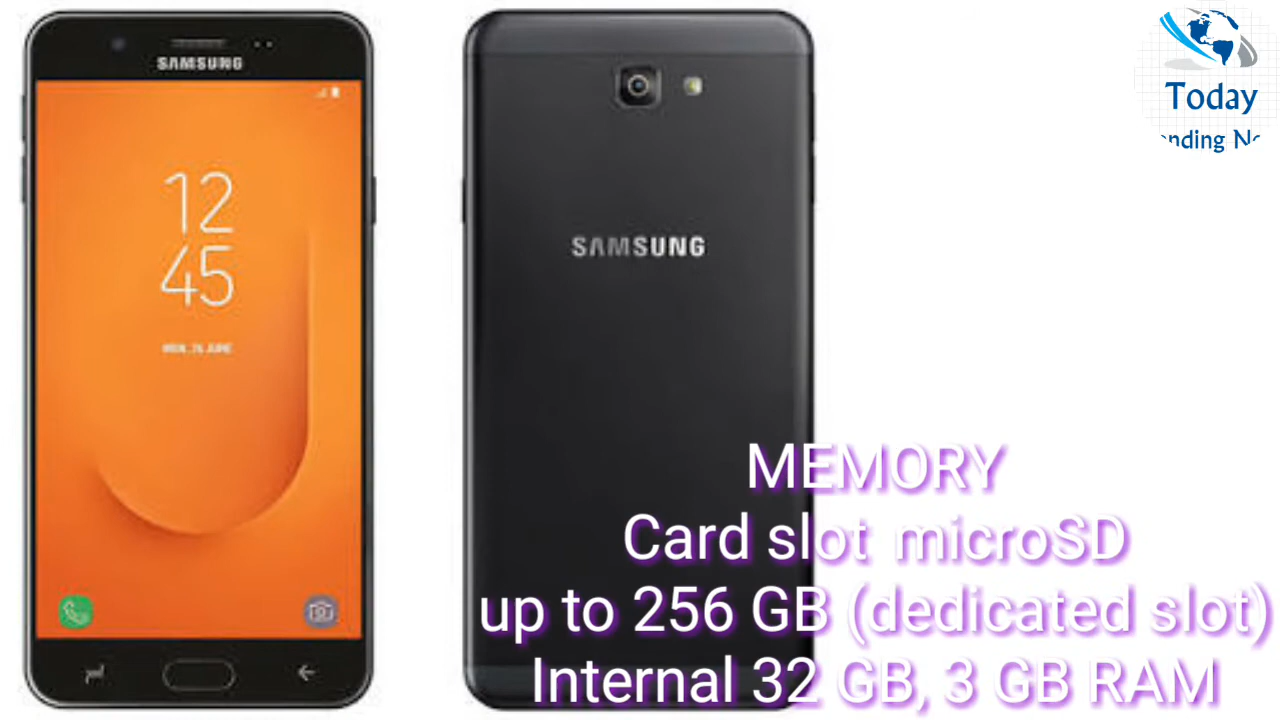 SAMSUNG
12
45
SAMSUNG
Today
MEMORY
Card slot microSD
up to 256 GB (dedicated slot)
Internal 32 GB, 3 GB RAM